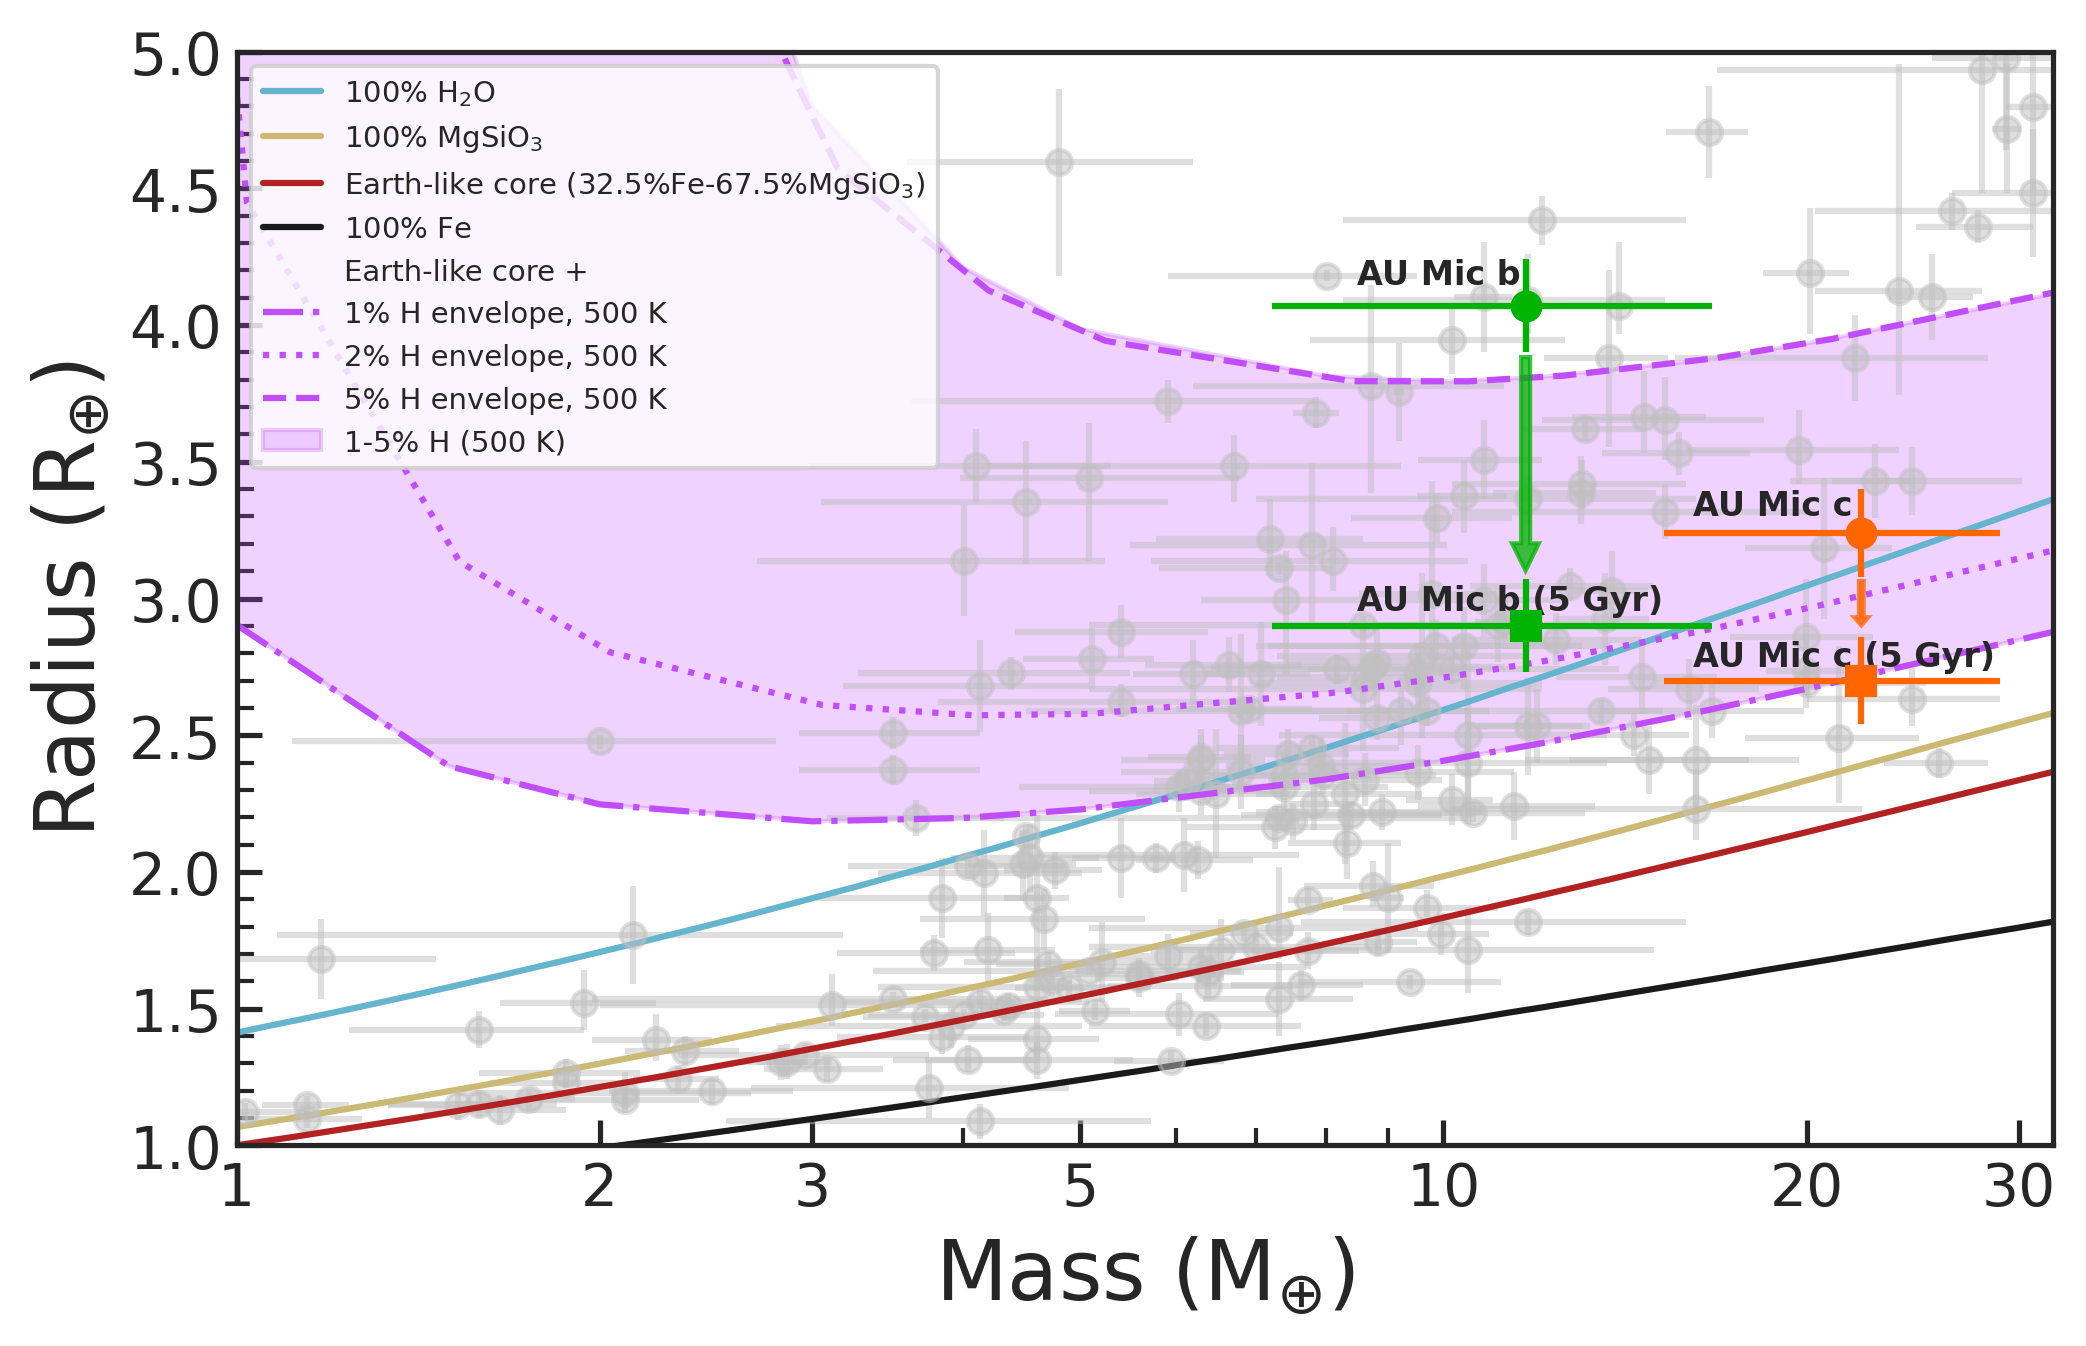 5.0
4.5
4.0
3.5
3.0
2.5
2.0
1.5
1.0
Radius (R⊕)
100% H₂O
100% MgSiO₃
Earth-like core (32.5%Fe-67.5%MgSiO₃)
100% Fe
Earth-like core +
1% H envelope, 500 K
2% H envelope, 500 K
5% H envelope, 500 K
1-5% H (500 K)
AU Mic b
AU Mic c
AU Mic b (5 Gyr)
AU Mic c (5 Gyr)
1 2 3 5 10 20 30
Mass (M⊕)